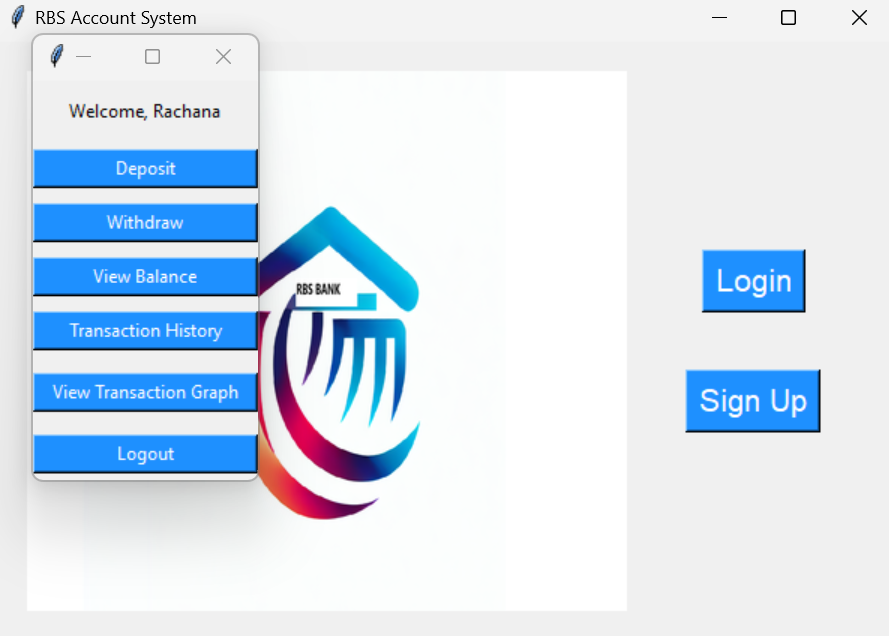 RBS Account System
Welcome, Rachana
Deposit
Withdraw
View Balance
Transaction History
View Transaction Graph
Logout
RBS BANK
Login
Sign Up